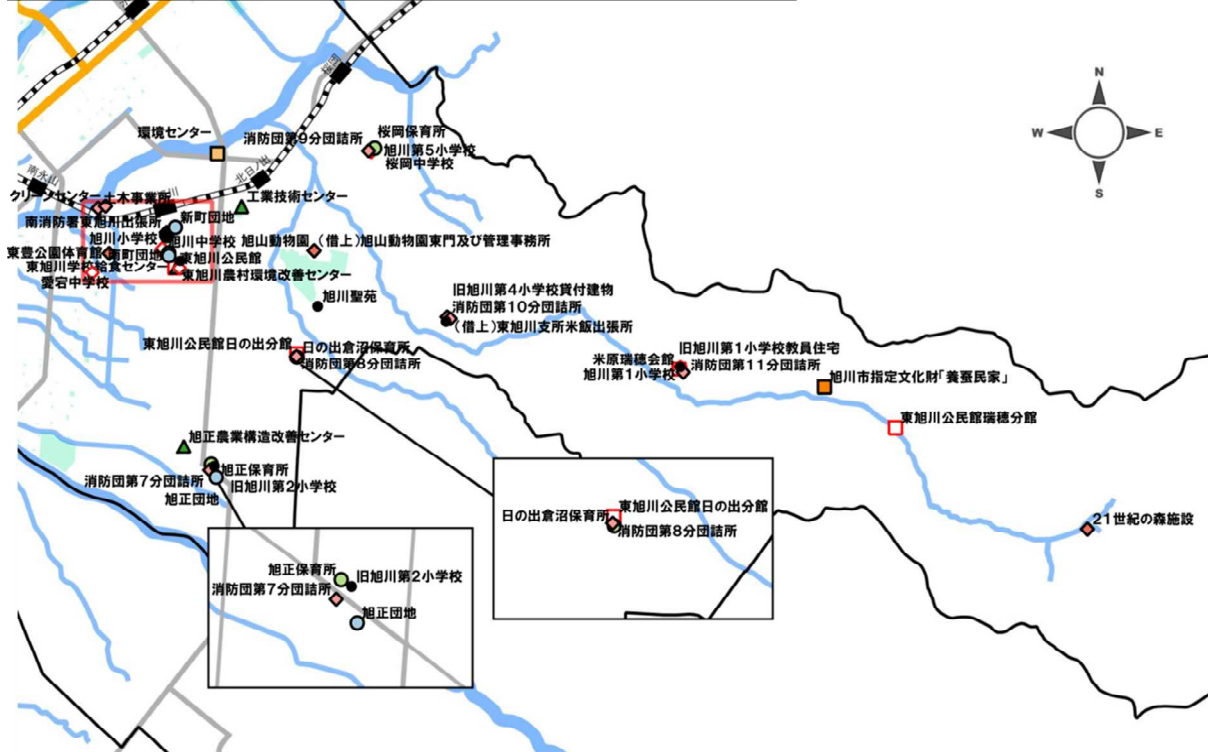 N
W
E
S
桜岡
環境センター
消防団第9分団詰所
桜岡保育所
旭川第5小学校
桜岡中学校
南永山
北日ノ出
クリーンセンター
土木事業所
工業技術センター
新町団地
南消防署東旭川出張所
旭川小学校
旭川中学校
旭山動物園
(借上)旭山動物園東門及び管理事務所
東豊公園体育館
南町団地
東旭川公民館
東旭川学校給食センター
東旭川農村環境改善センター
愛宕中学校
旭川聖苑
旧旭川第4小学校貸付建物
消防団第10分団詰所
(借上)東旭川支所米飯出張所
東旭川公民館日の出分館
日の出倉沼保育所
消防団第8分団詰所
旧旭川第1小学校教員住宅
米原瑞穂会館
消防団第11分団詰所
旭川第1小学校
旭川市指定文化財「養蚕民家」
東旭川公民館瑞穂分館
旭正農業構造改善センター
旭正保育所
消防団第7分団詰所
旧旭川第2小学校
旭正団地
東旭川公民館日の出分館
日の出倉沼保育所
消防団第8分団詰所
21世紀の森施設
旭正保育所
旧旭川第2小学校
消防団第7分団詰所
旭正団地